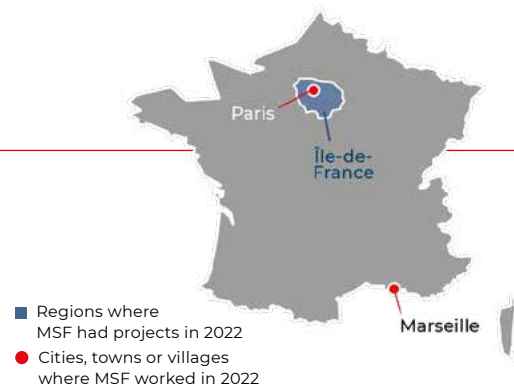 Paris
Île-de-
France
Marseille
Regions where
MSF had projects in 2022
Cities, towns or villages
where MSF worked in 2022